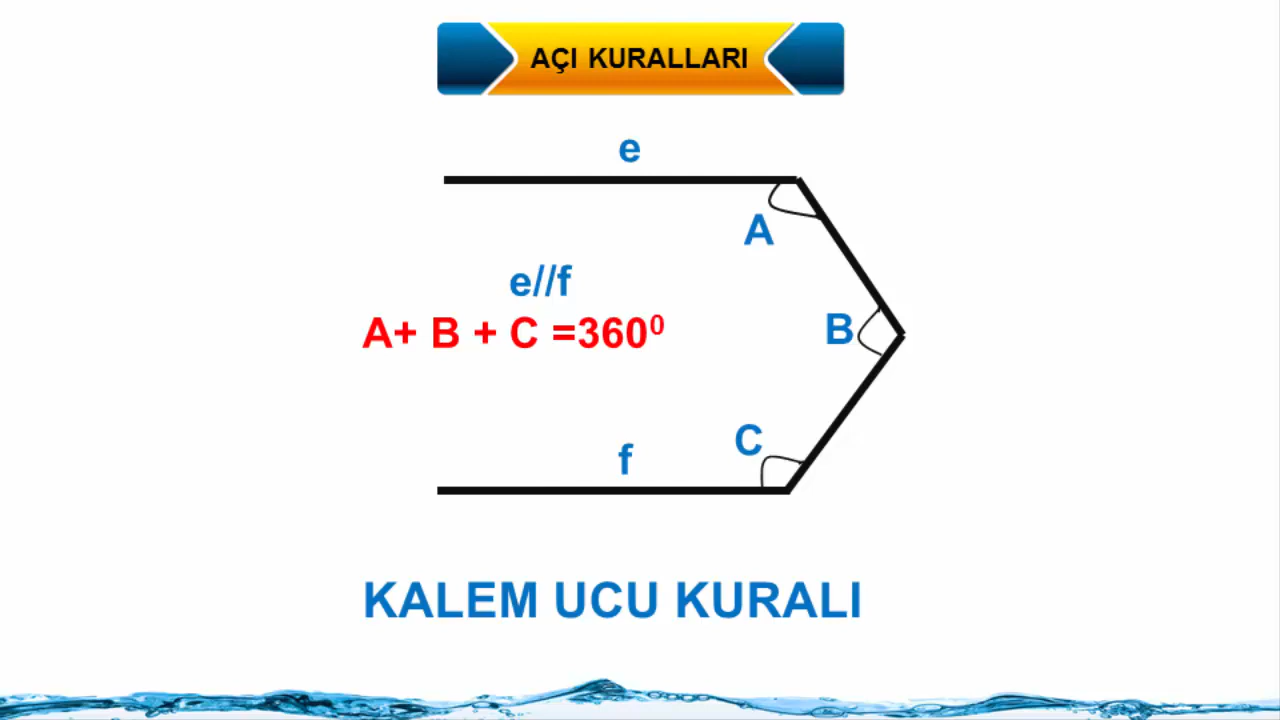 AÇI KURALLARI
e
A
e//f
B
A+ B + C =360⁰
C
f
KALEM UCU KURALI